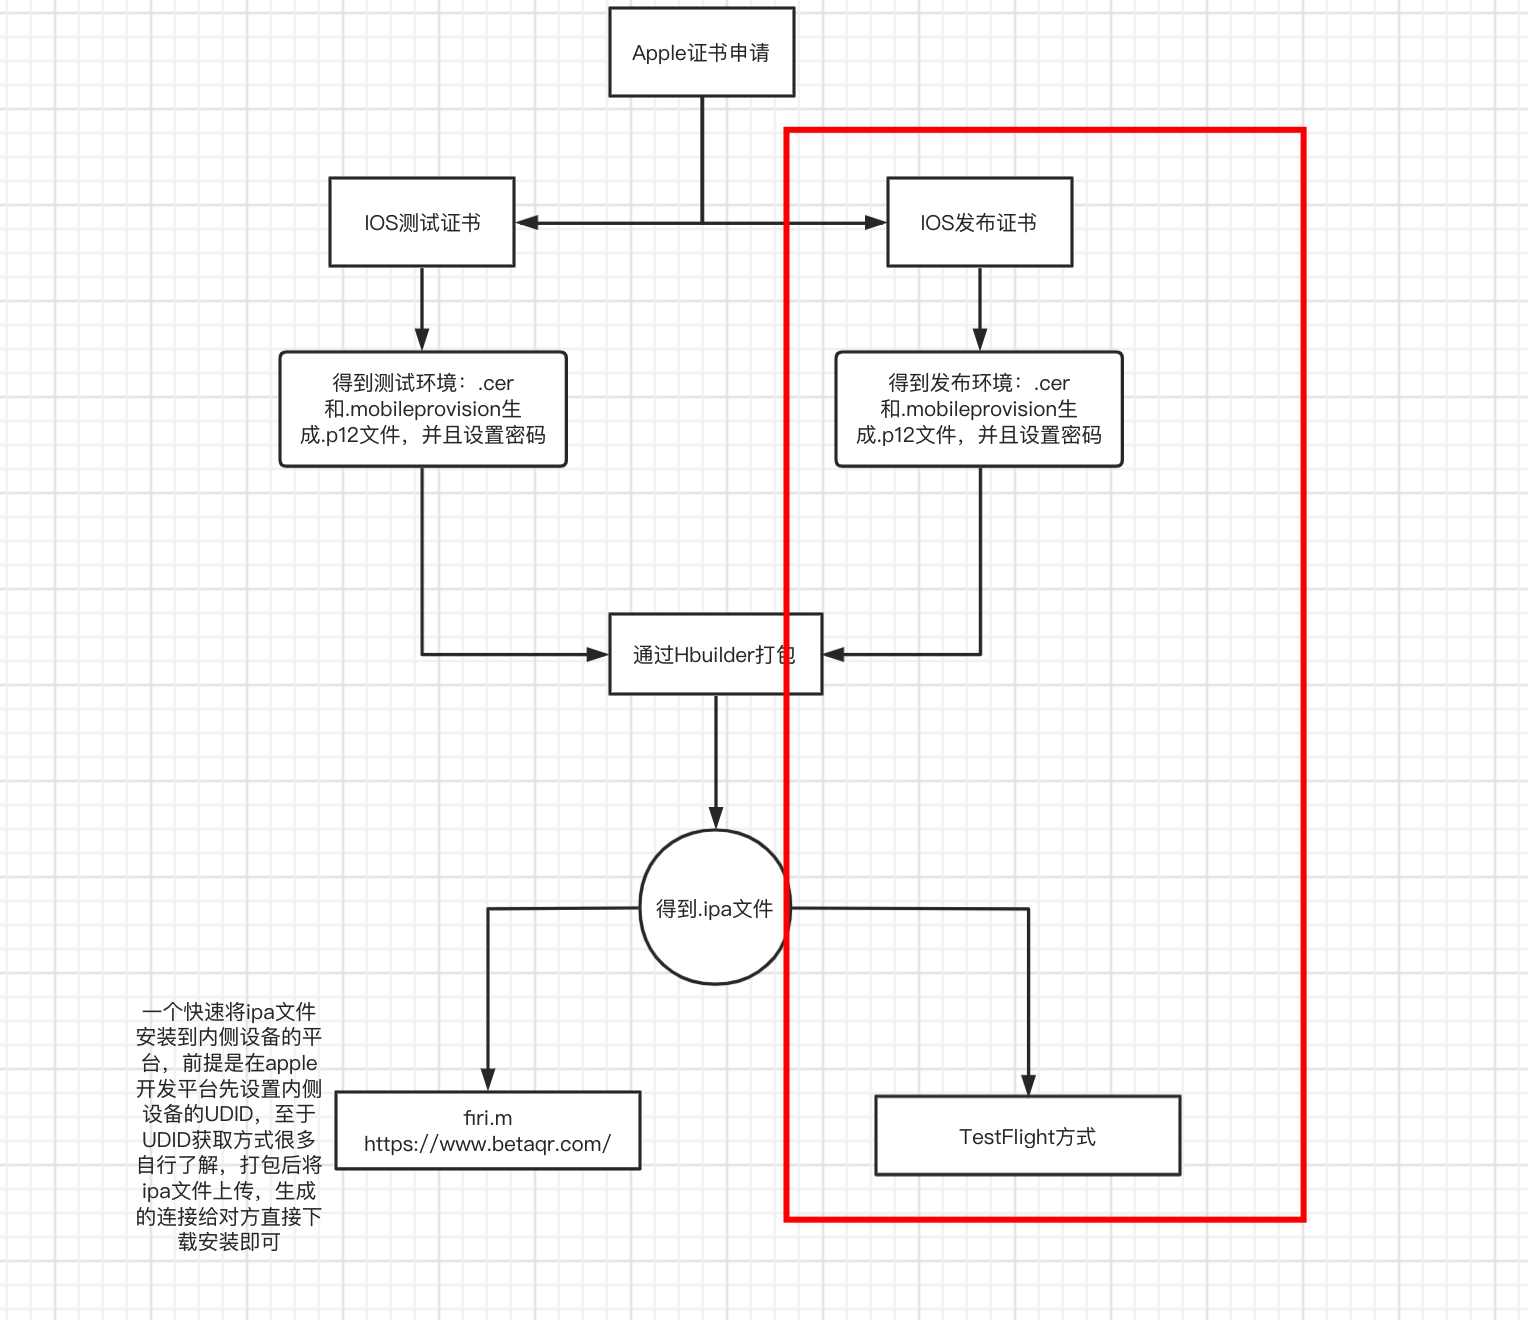 Apple证书申请
IOS测试证书
IOS发布证书
得到测试环境：.cer
和.mobileprovision生
成.p12文件，并且设置密码
得到发布环境：.cer
和.mobileprovision生
成.p12文件，并且设置密码
通过Hbuilder打包
得到.ipa文件
一个快速将ipa文件
安装到内侧设备的平
台，前提是在apple
开发平台先设置内侧
设备的UDID，至于
UDID获取方式很多
自行了解，打包后将
ipa文件上传，生成
的连接给对方直接下
载安装即可
firi.m
https://www.betaqr.com/
TestFlight方式